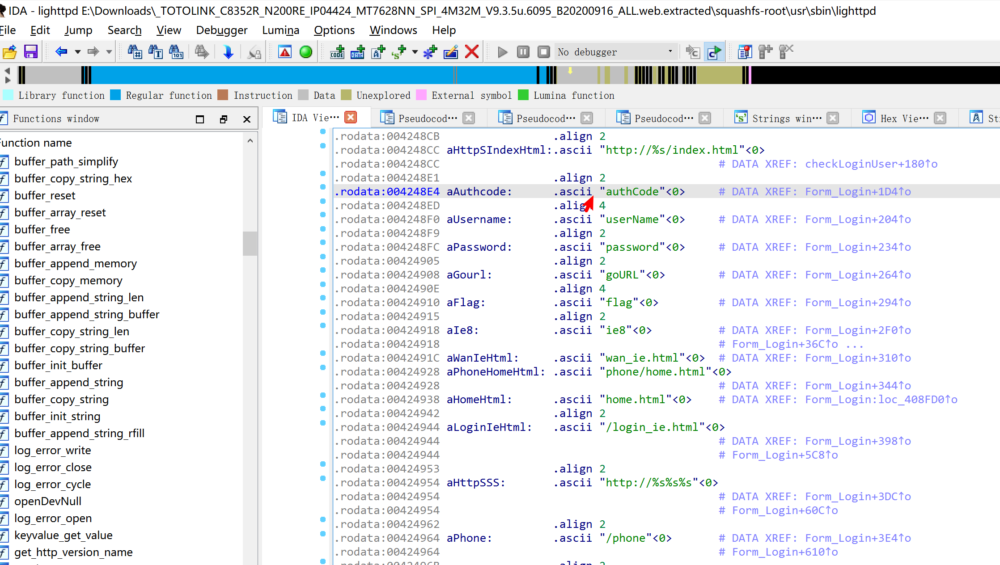 IDA - lighttpd E:\Downloads\_TOTOLINK_C8352R_N200RE_IP04424_MT7628NN_SPI_4M32M_V9.3.5u.6095_B20200916_ALL.web.extracted\squashfs-root\usr\sbin\lighttpd
File Edit Jump Search View Debugger Lumina Options Windows Help
No debugger
Library function Regular function Instruction Data Unexplored External symbol Lumina function
Functions window
IDA Vie··· Pseudocod··· Pseudocod··· Pseudocod··· Strings win··· Hex Vie··· St
Function name
buffer_path_simplify
buffer_copy_string_hex
buffer_reset
buffer_array_reset
buffer_free
buffer_array_free
buffer_append_memory
buffer_copy_memory
buffer_append_string_len
buffer_append_string_buffer
buffer_copy_string_len
buffer_copy_string_buffer
buffer_init_buffer
buffer_append_string
buffer_copy_string
buffer_init_string
buffer_append_string_rfill
log_error_write
log_error_close
log_error_cycle
openDevNull
log_error_open
keyvalue_get_value
get_http_version_name
.rodata:004248CB .align 2
.rodata:004248CC aHttpSIndexHtml:.ascii "http://%s/index.html"<0>
.rodata:004248CC # DATA XREF: checkLoginUser+180↑o
.rodata:004248E1 .align 2
.rodata:004248E4 aAuthcode: .ascii "authCode"<0> # DATA XREF: Form_Login+1D4↑o
.rodata:004248ED .align 4
.rodata:004248F0 aUsername: .ascii "userName"<0> # DATA XREF: Form_Login+204↑o
.rodata:004248F9 .align 2
.rodata:004248FC aPassword: .ascii "password"<0> # DATA XREF: Form_Login+234↑o
.rodata:00424905 .align 2
.rodata:00424908 aGourl: .ascii "goURL"<0> # DATA XREF: Form_Login+264↑o
.rodata:0042490E .align 4
.rodata:00424910 aFlag: .ascii "flag"<0> # DATA XREF: Form_Login+294↑o
.rodata:00424915 .align 2
.rodata:00424918 aIe8: .ascii "ie8"<0> # DATA XREF: Form_Login+2F0↑o
.rodata:00424918 # Form_Login+36C↑o ...
.rodata:0042491C aWanIeHtml: .ascii "wan_ie.html"<0> # DATA XREF: Form_Login+310↑o
.rodata:00424928 aPhoneHomeHtml: .ascii "phone/home.html"<0>
.rodata:00424928 # DATA XREF: Form_Login+344↑o
.rodata:00424938 aHomeHtml: .ascii "home.html"<0> # DATA XREF: Form_Login:loc_408FD0↑o
.rodata:00424942 .align 2
.rodata:00424944 aLoginIeHtml: .ascii "/login_ie.html"<0>
.rodata:00424944 # DATA XREF: Form_Login+398↑o
.rodata:00424944 # Form_Login+5C8↑o
.rodata:00424953 .align 2
.rodata:00424954 aHttpSSS: .ascii "http://%s%s%s"<0>
.rodata:00424954 # DATA XREF: Form_Login+3DC↑o
.rodata:00424954 # Form_Login+60C↑o
.rodata:00424962 .align 2
.rodata:00424964 aPhone: .ascii "/phone"<0> # DATA XREF: Form_Login+3E4↑o
.rodata:00424964 # Form_Login+610↑o
.rodata:0042496B .align 2